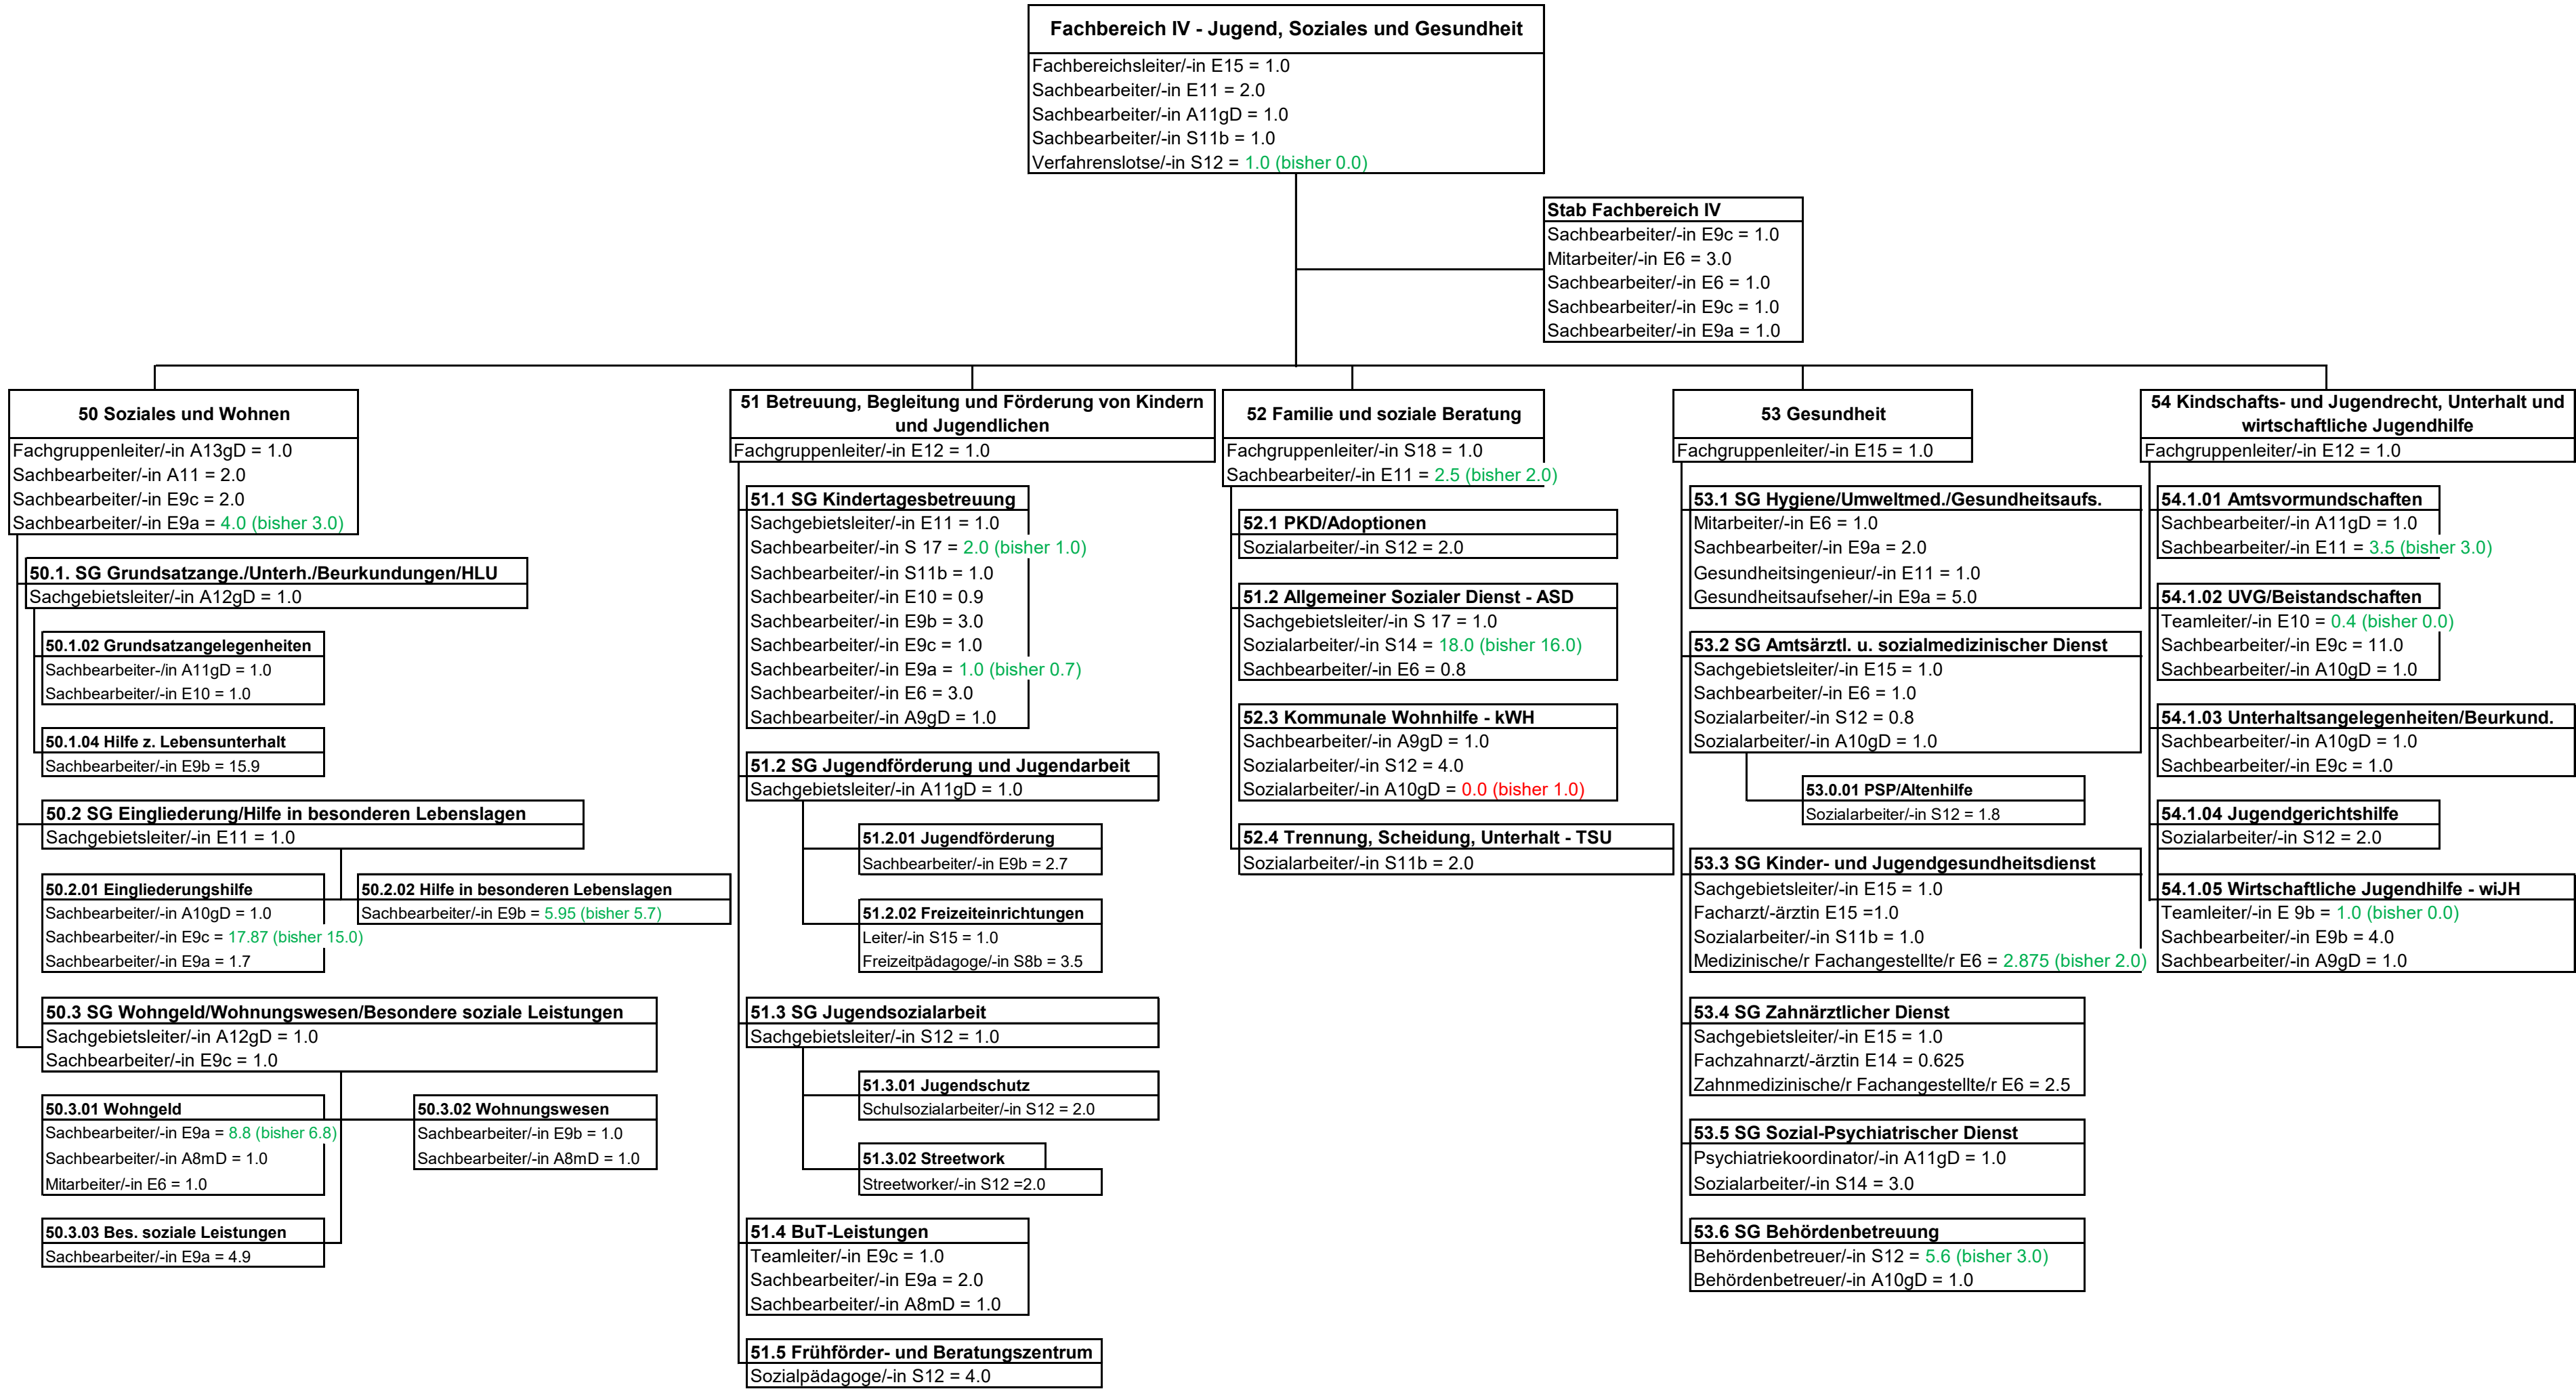 Fachbereich IV - Jugend, Soziales und Gesundheit
Fachbereichsleiter/-in E15 = 1.0
Sachbearbeiter/-in E11 = 2.0
Sachbearbeiter/-in A11gD = 1.0
Sachbearbeiter/-in S11b = 1.0
Verfahrenslotse/-in S12 = 1.0 (bisher 0.0)
Stab Fachbereich IV
Sachbearbeiter/-in E9c = 1.0
Mitarbeiter/-in E6 = 3.0
Sachbearbeiter/-in E6 = 1.0
Sachbearbeiter/-in E9c = 1.0
Sachbearbeiter/-in E9a = 1.0
50 Soziales und Wohnen
Fachgruppenleiter/-in A13gD = 1.0
Sachbearbeiter/-in A11 = 2.0
Sachbearbeiter/-in E9c = 2.0
Sachbearbeiter/-in E9a = 4.0 (bisher 3.0)
50.1. SG Grundsatzange./Unterh./Beurkundungen/HLU
Sachgebietsleiter/-in A12gD = 1.0
50.1.02 Grundsatzangelegenheiten
Sachbearbeiter-/in A11gD = 1.0
Sachbearbeiter/-in E10 = 1.0
50.1.04 Hilfe z. Lebensunterhalt
Sachbearbeiter/-in E9b = 15.9
50.2 SG Eingliederung/Hilfe in besonderen Lebenslagen
Sachgebietsleiter/-in E11 = 1.0
50.2.01 Eingliederungshilfe
Sachbearbeiter/-in A10gD = 1.0
Sachbearbeiter/-in E9c = 17.87 (bisher 15.0)
Sachbearbeiter/-in E9a = 1.7
50.2.02 Hilfe in besonderen Lebenslagen
Sachbearbeiter/-in E9b = 5.95 (bisher 5.7)
50.3 SG Wohngeld/Wohnungswesen/Besondere soziale Leistungen
Sachgebietsleiter/-in A12gD = 1.0
Sachbearbeiter/-in E9c = 1.0
50.3.01 Wohngeld
Sachbearbeiter/-in E9a = 8.8 (bisher 6.8)
Sachbearbeiter/-in A8mD = 1.0
Mitarbeiter/-in E6 = 1.0
50.3.02 Wohnungswesen
Sachbearbeiter/-in E9b = 1.0
Sachbearbeiter/-in A8mD = 1.0
50.3.03 Bes. soziale Leistungen
Sachbearbeiter/-in E9a = 4.9
51 Betreuung, Begleitung und Förderung von Kindern
und Jugendlichen
Fachgruppenleiter/-in E12 = 1.0
51.1 SG Kindertagesbetreuung
Sachgebietsleiter/-in E11 = 1.0
Sachbearbeiter/-in S 17 = 2.0 (bisher 1.0)
Sachbearbeiter/-in S11b = 1.0
Sachbearbeiter/-in E10 = 0.9
Sachbearbeiter/-in E9b = 3.0
Sachbearbeiter/-in E9c = 1.0
Sachbearbeiter/-in E9a = 1.0 (bisher 0.7)
Sachbearbeiter/-in E6 = 3.0
Sachbearbeiter/-in A9gD = 1.0
51.2 SG Jugendförderung und Jugendarbeit
Sachgebietsleiter/-in A11gD = 1.0
51.2.01 Jugendförderung
Sachbearbeiter/-in E9b = 2.7
51.2.02 Freizeiteinrichtungen
Leiter/-in S15 = 1.0
Freizeitpädagoge/-in S8b = 3.5
51.3 SG Jugendsozialarbeit
Sachgebietsleiter/-in S12 = 1.0
51.3.01 Jugendschutz
Schulsozialarbeiter/-in S12 = 2.0
51.3.02 Streetwork
Streetworker/-in S12 =2.0
51.4 BuT-Leistungen
Teamleiter/-in E9c = 1.0
Sachbearbeiter/-in E9a = 2.0
Sachbearbeiter/-in A8mD = 1.0
51.5 Frühförder- und Beratungszentrum
Sozialpädagoge/-in S12 = 4.0
52 Familie und soziale Beratung
Fachgruppenleiter/-in S18 = 1.0
Sachbearbeiter/-in E11 = 2.5 (bisher 2.0)
52.1 PKD/Adoptionen
Sozialarbeiter/-in S12 = 2.0
51.2 Allgemeiner Sozialer Dienst - ASD
Sachgebietsleiter/-in S 17 = 1.0
Sozialarbeiter/-in S14 = 18.0 (bisher 16.0)
Sachbearbeiter/-in E6 = 0.8
52.3 Kommunale Wohnhilfe - kWH
Sachbearbeiter/-in A9gD = 1.0
Sozialarbeiter/-in S12 = 4.0
Sozialarbeiter/-in A10gD = 0.0 (bisher 1.0)
52.4 Trennung, Scheidung, Unterhalt - TSU
Sozialarbeiter/-in S11b = 2.0
53 Gesundheit
Fachgruppenleiter/-in E15 = 1.0
53.1 SG Hygiene/Umweltmed./Gesundheitsaufs.
Mitarbeiter/-in E6 = 1.0
Sachbearbeiter/-in E9a = 2.0
Gesundheitsingenieur/-in E11 = 1.0
Gesundheitsaufseher/-in E9a = 5.0
53.2 SG Amtsärztl. u. sozialmedizinischer Dienst
Sachgebietsleiter/-in E15 = 1.0
Sachbearbeiter/-in E6 = 1.0
Sozialarbeiter/-in S12 = 0.8
Sozialarbeiter/-in A10gD = 1.0
53.0.01 PSP/Altenhilfe
Sozialarbeiter/-in S12 = 1.8
53.3 SG Kinder- und Jugendgesundheitsdienst
Sachgebietsleiter/-in E15 = 1.0
Facharzt/-ärztin E15 =1.0
Sozialarbeiter/-in S11b = 1.0
Medizinische/r Fachangestellte/r E6 = 2.875 (bisher 2.0)
53.4 SG Zahnärztlicher Dienst
Sachgebietsleiter/-in E15 = 1.0
Fachzahnarzt/-ärztin E14 = 0.625
Zahnmedizinische/r Fachangestellte/r E6 = 2.5
53.5 SG Sozial-Psychiatrischer Dienst
Psychiatriekoordinator/-in A11gD = 1.0
Sozialarbeiter/-in S14 = 3.0
53.6 SG Behördenbetreuung
Behördenbetreuer/-in S12 = 5.6 (bisher 3.0)
Behördenbetreuer/-in A10gD = 1.0
54 Kindschafts- und Jugendrecht, Unterhalt und
wirtschaftliche Jugendhilfe
Fachgruppenleiter/-in E12 = 1.0
54.1.01 Amtsvormundschaften
Sachbearbeiter/-in A11gD = 1.0
Sachbearbeiter/-in E11 = 3.5 (bisher 3.0)
54.1.02 UVG/Beistandschaften
Teamleiter/-in E10 = 0.4 (bisher 0.0)
Sachbearbeiter/-in E9c = 11.0
Sachbearbeiter/-in A10gD = 1.0
54.1.03 Unterhaltsangelegenheiten/Beurkund.
Sachbearbeiter/-in A10gD = 1.0
Sachbearbeiter/-in E9c = 1.0
54.1.04 Jugendgerichtshilfe
Sozialarbeiter/-in S12 = 2.0
54.1.05 Wirtschaftliche Jugendhilfe - wiJH
Teamleiter/-in E 9b = 1.0 (bisher 0.0)
Sachbearbeiter/-in E9b = 4.0
Sachbearbeiter/-in A9gD = 1.0